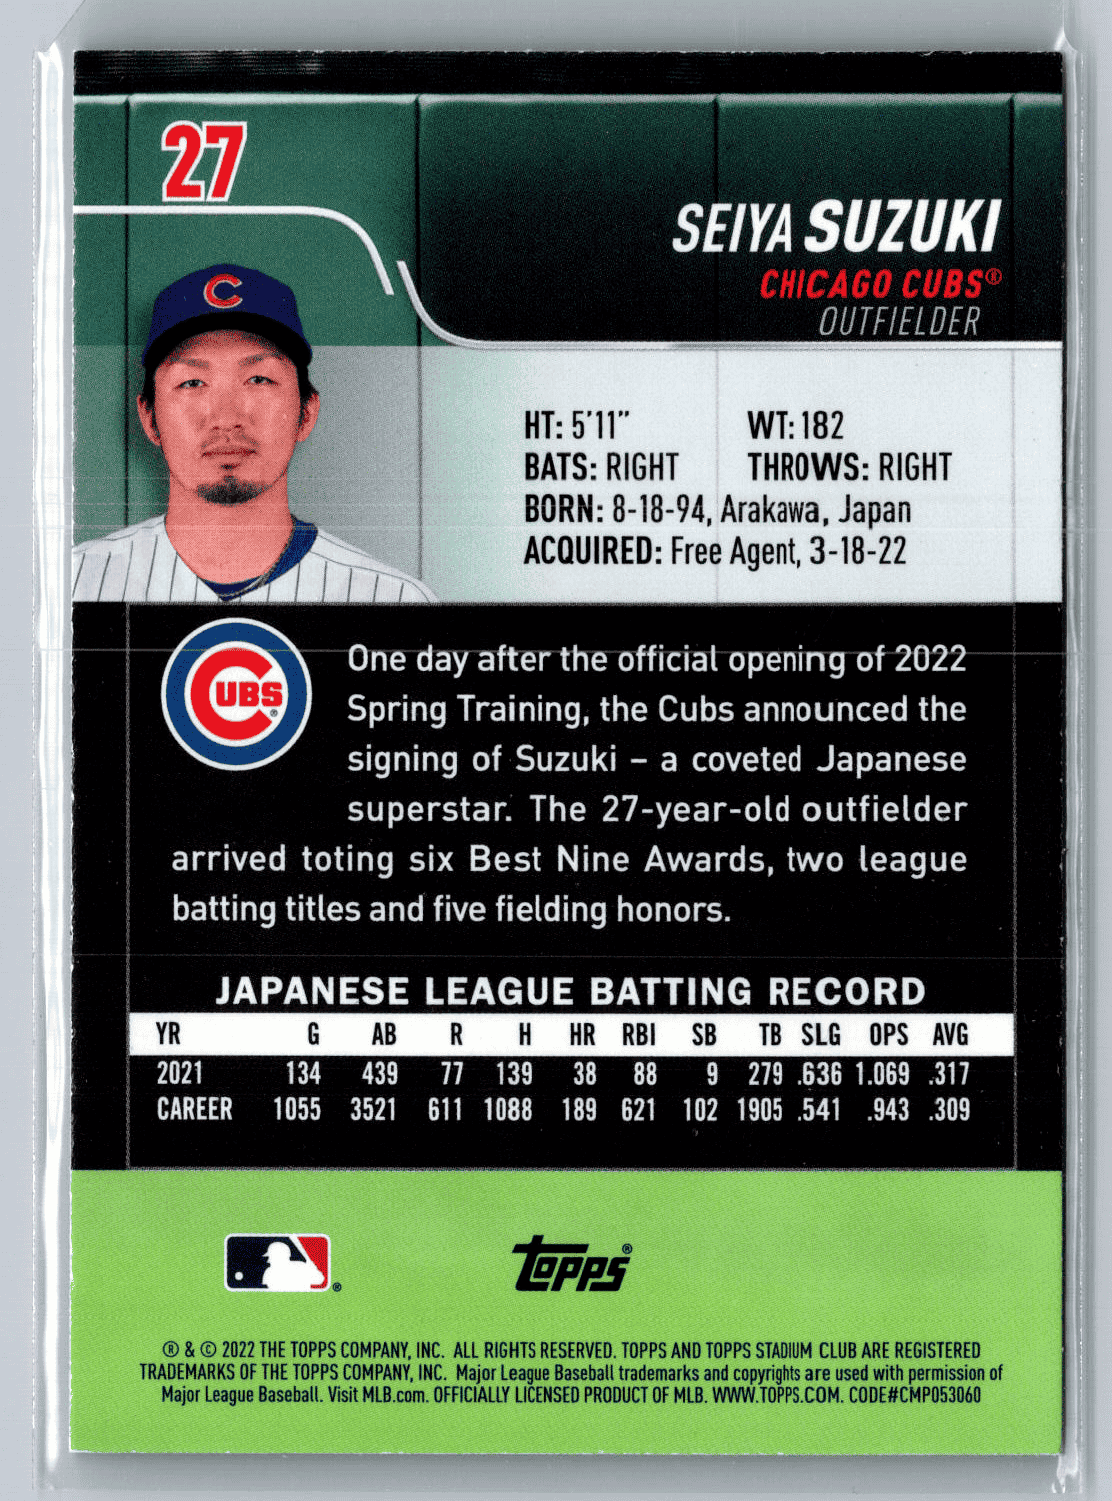 27
SEIYA SUZUKI
CHICAGO CUBS®
OUTFIELDER
C
HT: 5'11" WT: 182
BATS: RIGHT THROWS: RIGHT
BORN: 8-18-94, Arakawa, Japan
ACQUIRED: Free Agent, 3-18-22
CUBS®
One day after the official opening of 2022
Spring Training, the Cubs announced the
signing of Suzuki – a coveted Japanese
superstar. The 27-year-old outfielder
arrived toting six Best Nine Awards, two league
batting titles and five fielding honors.
JAPANESE LEAGUE BATTING RECORD
YR G AB R H HR RBI SB TB SLG OPS AVG
2021 134 439 77 139 38 88 9 279 .636 1.069 .317
CAREER 1055 3521 611 1088 189 621 102 1905 .541 .943 .309
® topps®
® & © 2022 THE TOPPS COMPANY, INC. ALL RIGHTS RESERVED. TOPPS AND TOPPS STADIUM CLUB ARE REGISTERED
TRADEMARKS OF THE TOPPS COMPANY, INC. Major League Baseball trademarks and copyrights are used with permission of
Major League Baseball. Visit MLB.com. OFFICIALLY LICENSED PRODUCT OF MLB. WWW.TOPPS.COM. CODE#CMP053060